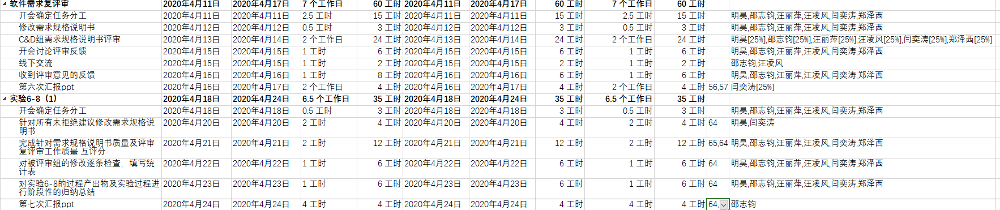 软件需求复评审 2020年4月11日 2020年4月17日 7 个工作日 60 工时 2020年4月11日 2020年4月17日 60 工时 7 个工作日 60 工时
开会确定任务分工 2020年4月11日 2020年4月11日 2.5 工时 15 工时 2020年4月11日 2020年4月11日 15 工时 2.5 工时 15 工时 明昊,邵志钧,汪丽萍,汪凌风,闫奕涛,郑泽西
修改需求规格说明书 2020年4月12日 2020年4月12日 0.5 工时 3 工时 2020年4月12日 2020年4月12日 3 工时 0.5 工时 3 工时 明昊,邵志钧,汪丽萍,汪凌风,闫奕涛,郑泽西
C&D组需求规格说明书评审 2020年4月13日 2020年4月14日 2 个工作日 24 工时 2020年4月13日 2020年4月14日 24 工时 2 个工作日 24 工时 明昊[25%],邵志钧[25%],汪丽萍[25%],汪凌风[25%],闫奕涛[25%],郑泽西[25%]
开会讨论评审反馈 2020年4月15日 2020年4月15日 1 工时 6 工时 2020年4月15日 2020年4月15日 6 工时 1 工时 6 工时 明昊,邵志钧,汪丽萍,汪凌风,闫奕涛,郑泽西
线下交流 2020年4月15日 2020年4月15日 1 工时 2 工时 2020年4月15日 2020年4月15日 2 工时 1 工时 2 工时 邵志钧,汪凌风
收到评审意见的反馈 2020年4月16日 2020年4月16日 1 工时 8 工时 2020年4月16日 2020年4月16日 6 工时 1 工时 6 工时 明昊,邵志钧,汪丽萍,汪凌风,闫奕涛,郑泽西
第六次汇报ppt 2020年4月16日 2020年4月17日 2 个工作日 4 工时 2020年4月16日 2020年4月17日 4 工时 2 个工作日 4 工时 56,57 闫奕涛[25%]
实验6-8（1） 2020年4月18日 2020年4月24日 6.5 个工作日 35 工时 2020年4月18日 2020年4月24日 35 工时 6.5 个工作日 35 工时
开会确定任务分工 2020年4月18日 2020年4月18日 0.5 工时 3 工时 2020年4月18日 2020年4月18日 3 工时 0.5 工时 3 工时 明昊,邵志钧,汪丽萍,汪凌风,闫奕涛,郑泽西
针对所有未拒绝建议修改需求规格说 2020年4月20日 2020年4月20日 2 工时 4 工时 2020年4月20日 2020年4月20日 4 工时 2 工时 4 工时 64 明昊,闫奕涛
明书
完成针对需求规格说明书质量及评审 2020年4月21日 2020年4月21日 2 工时 12 工时 2020年4月21日 2020年4月21日 12 工时 2 工时 12 工时 65,64 明昊,邵志钧,汪丽萍,汪凌风,闫奕涛,郑泽西
复评审工作质量 互评分
对被评审组的修改逐条检查，填写统 2020年4月22日 2020年4月22日 1 工时 6 工时 2020年4月22日 2020年4月22日 6 工时 1 工时 6 工时 64 明昊,邵志钧,汪丽萍,汪凌风,闫奕涛,郑泽西
计表
对实验6-8的过程产出物及实验过程进 2020年4月23日 2020年4月23日 1 工时 6 工时 2020年4月23日 2020年4月23日 6 工时 1 工时 6 工时 64 明昊,邵志钧,汪丽萍,汪凌风,闫奕涛,郑泽西
行阶段性的归纳总结
第七次汇报ppt 2020年4月24日 2020年4月24日 4 工时 4 工时 2020年4月24日 2020年4月24日 4 工时 4 工时 4 工时 64, 邵志钧